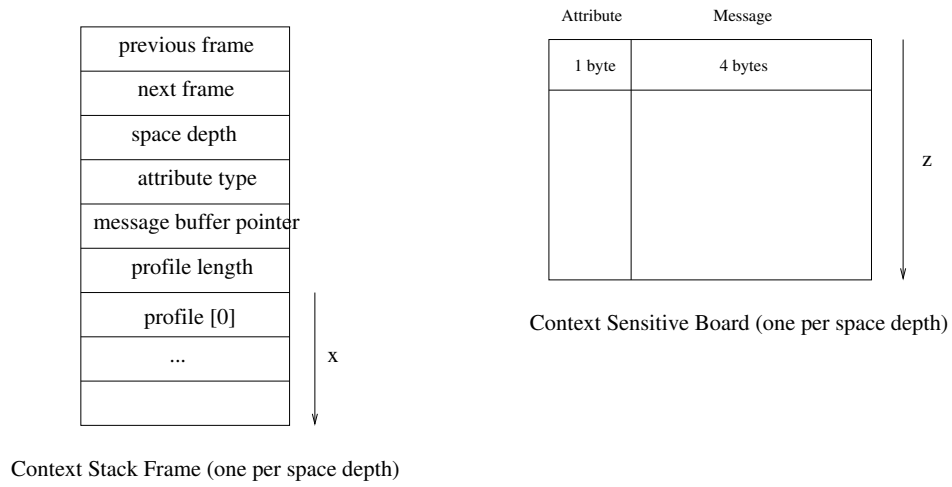 previous frame
next frame
space depth
attribute type
message buffer pointer
profile length
profile [0]
...
x
Context Stack Frame (one per space depth)
Attribute Message
1 byte 4 bytes
z
Context Sensitive Board (one per space depth)